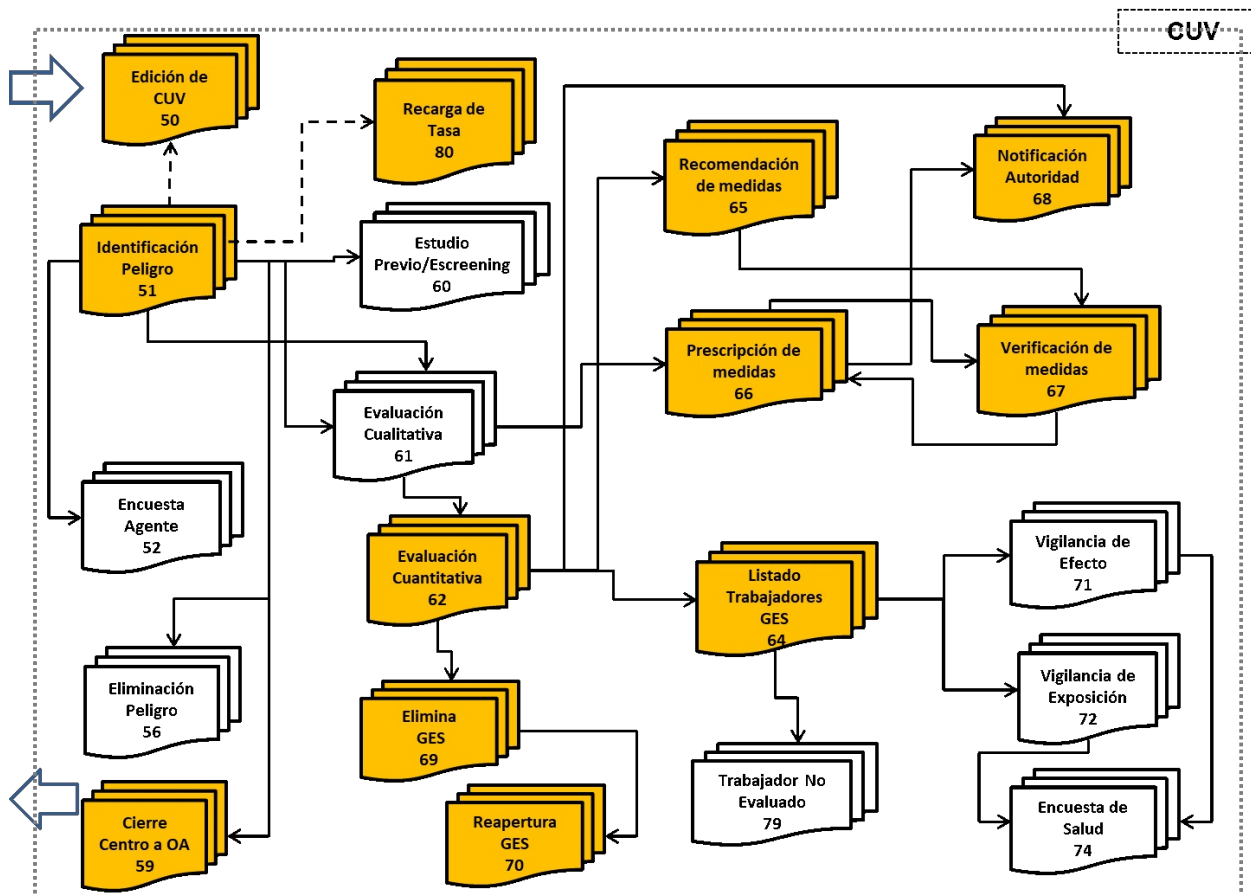 CUV
Edición de
CUV
50
Recarga de
Tasa
80
Recomendación
de medidas
65
Notificación
Autoridad
68
Identificación
Peligro
51
Estudio
Previo/Escreening
60
Prescripción de
medidas
66
Verificación de
medidas
67
Evaluación
Cualitativa
61
Encuesta
Agente
52
Evaluación
Cuantitativa
62
Listado
Trabajadores
GES
64
Vigilancia de
Efecto
71
Eliminación
Peligro
56
Elimina
GES
69
Vigilancia de
Exposición
72
Trabajador No
Evaluado
79
Cierre
Centro a OA
59
Reapertura
GES
70
Encuesta de
Salud
74